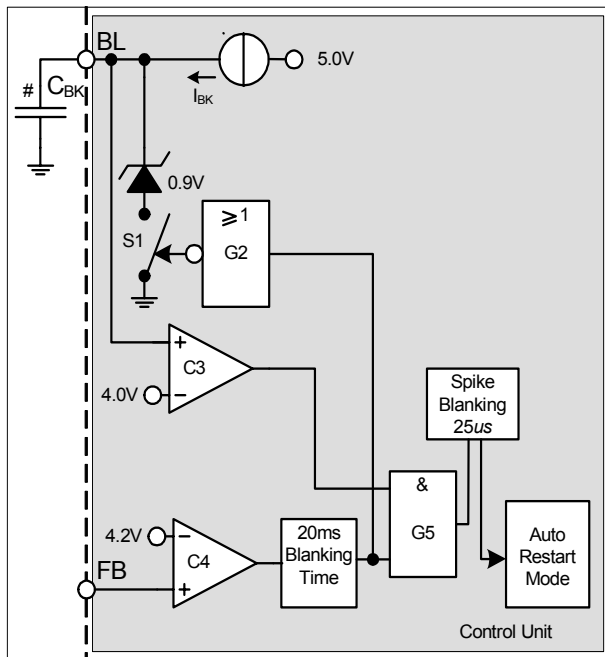 BL
5.0V
# C_BK
I_BK
0.9V
⩾1
S1
G2
+
C3
4.0V
−
Spike
Blanking
25us
&
G5
4.2V
−
C4
20ms
Blanking
Time
Auto
Restart
Mode
FB
+
Control Unit